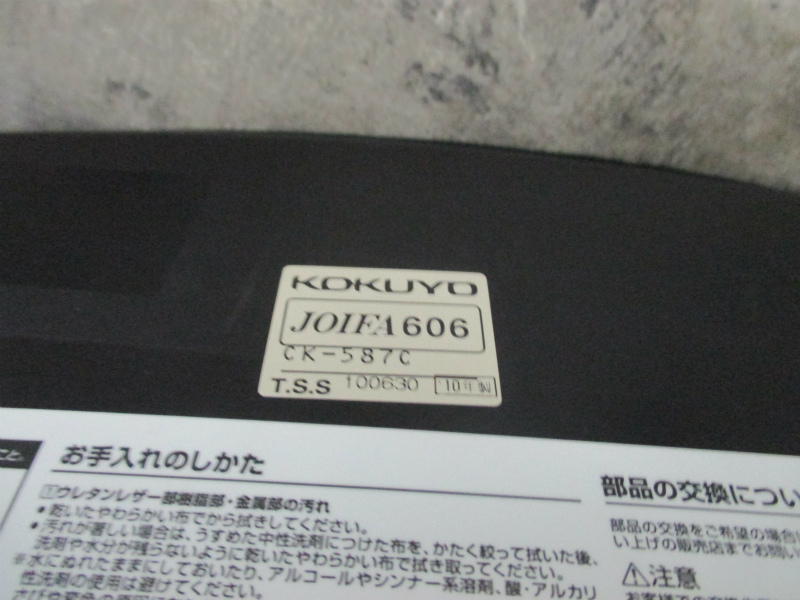 KOKUYO
JOIFA 606
CK-587C
T.S.S 100630 10年製
こと。
お手入れのしかた
①ウレタンレザー部樹脂部・金属部の汚れ
●乾いたやわらかい布でから拭きしてください。
●汚れが著しい場合は、うすめた中性洗剤につけた布を、かたく絞って拭いた後、
洗剤や水分が残らないように乾いたやわらかい布で拭き取ってください。
※水にぬれたままにしておいたり、アルコールやシンナー系溶剤、酸・アルカリ
性洗剤の使用は避けてください。
部品の交換につい
部品の交換をご希望の場合
い上げの販売店までお問い
⚠注意